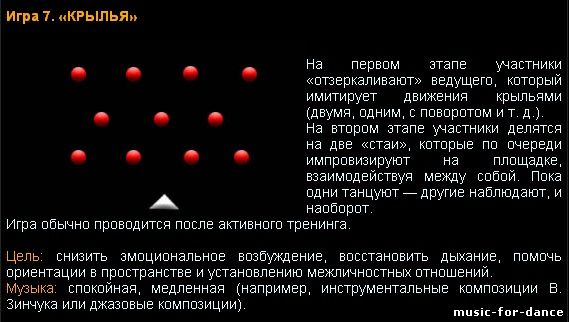 Игра 7. «КРЫЛЬЯ»
На первом этапе участники
«отзеркаливают» ведущего, который
имитирует движения крыльями
(двумя, одним, с поворотом и т. д.).
На втором этапе участники делятся
на две «стаи», которые по очереди
импровизируют на площадке,
взаимодействуя между собой. Пока
одни танцуют — другие наблюдают, и
наоборот.
Игра обычно проводится после активного тренинга.
Цель: снизить эмоциональное возбуждение, восстановить дыхание, помочь
ориентации в пространстве и установлению межличностных отношений.
Музыка: спокойная, медленная (например, инструментальные композиции В.
Зинчука или джазовые композиции).
music-for-dance